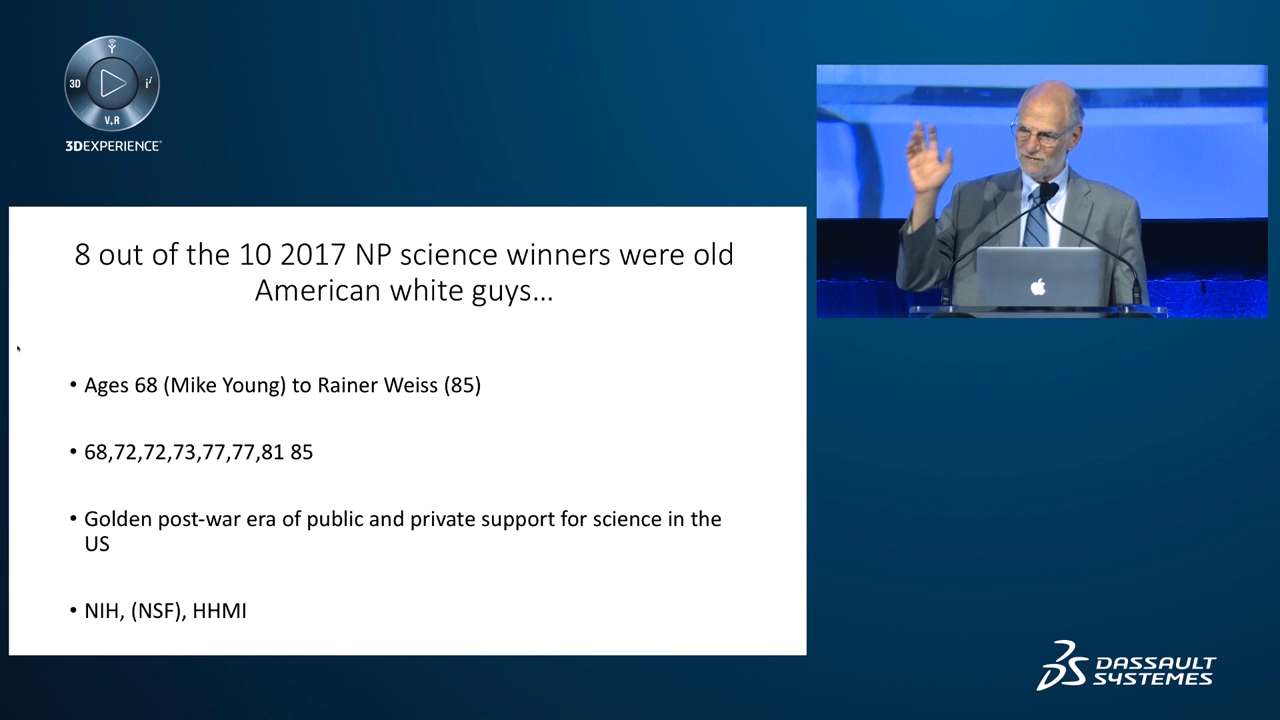 3D
V,R
3DEXPERIENCE
8 out of the 10 2017 NP science winners were old
American white guys...
• Ages 68 (Mike Young) to Rainer Weiss (85)
• 68,72,72,73,77,77,81 85
• Golden post-war era of public and private support for science in the
US
• NIH, (NSF), HHMI
DASSAULT
SYSTEMES